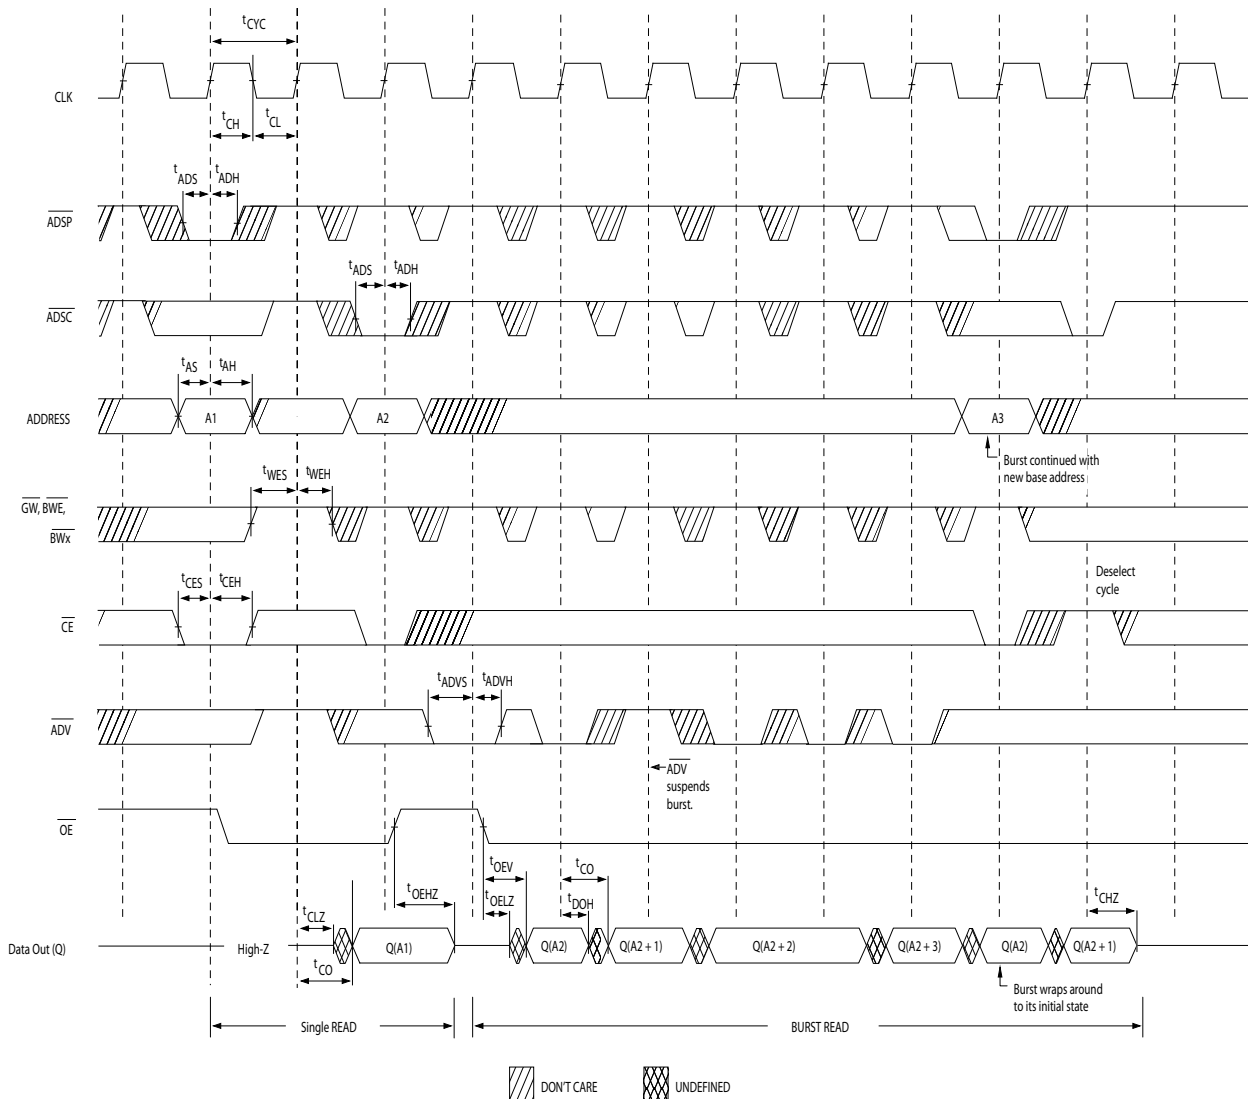 tCYC
CLK
tCH
tCL
tADS
tADH
ADSP
tADS
tADH
ADSC
tAS
tAH
ADDRESS
A1
A2
A3
Burst continued with
new base address
tWES
tWEH
GW, BWE,
BWx
tCES
tCEH
Deselect
cycle
CE
tADVS
tADVH
ADV
ADV
suspends
burst.
OE
tOEV
tCO
tOEHZ
tOELZ
tDOH
tCHZ
tCLZ
Data Out (Q)
High-Z
Q(A1)
Q(A2)
Q(A2 + 1)
Q(A2 + 2)
Q(A2 + 3)
Q(A2)
Q(A2 + 1)
tCO
Burst wraps around
to its initial state
Single READ
BURST READ
DON'T CARE
UNDEFINED